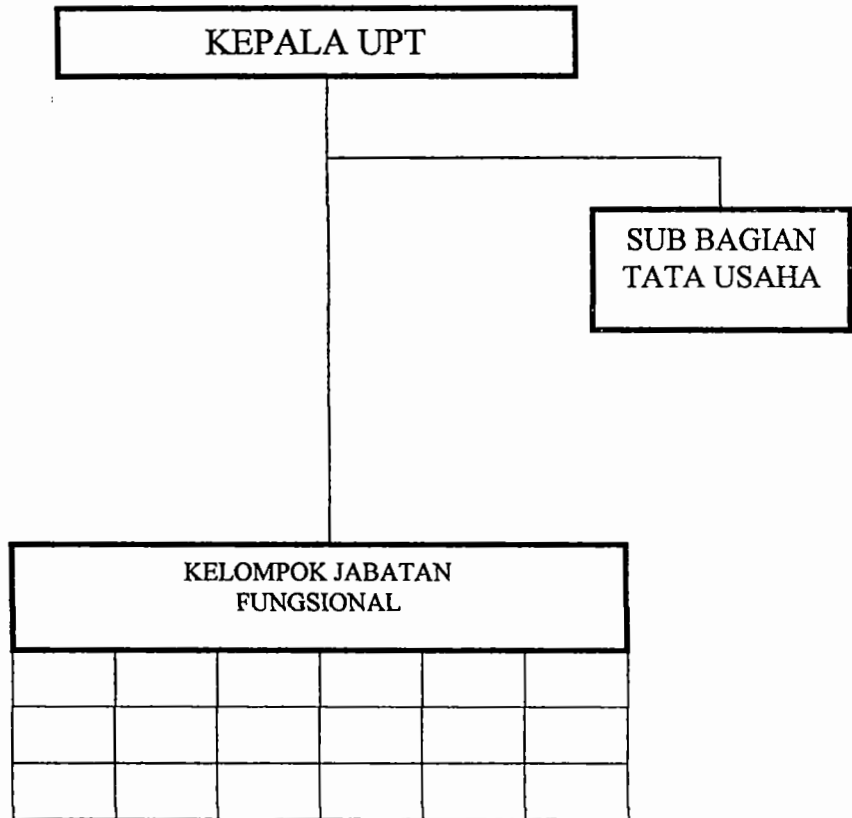 KEPALA UPT
SUB BAGIAN
TATA USAHA
KELOMPOK JABATAN
FUNGSIONAL